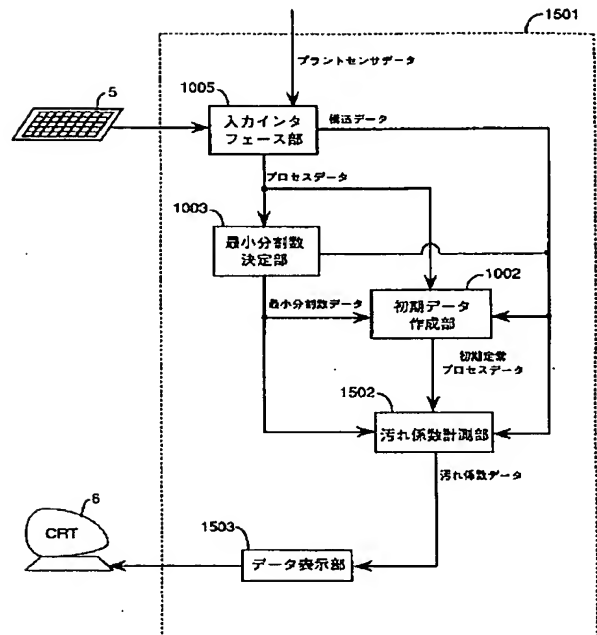 1501
プラントセンサデータ
5
1005
入力インタ
フェース部
構造データ
プロセスデータ
1003
最小分割数
決定部
1002
最小分割数データ
初期データ
作成部
初期定常
プロセスデータ
1502
汚れ係数計測部
汚れ係数データ
6
CRT
1503
データ表示部